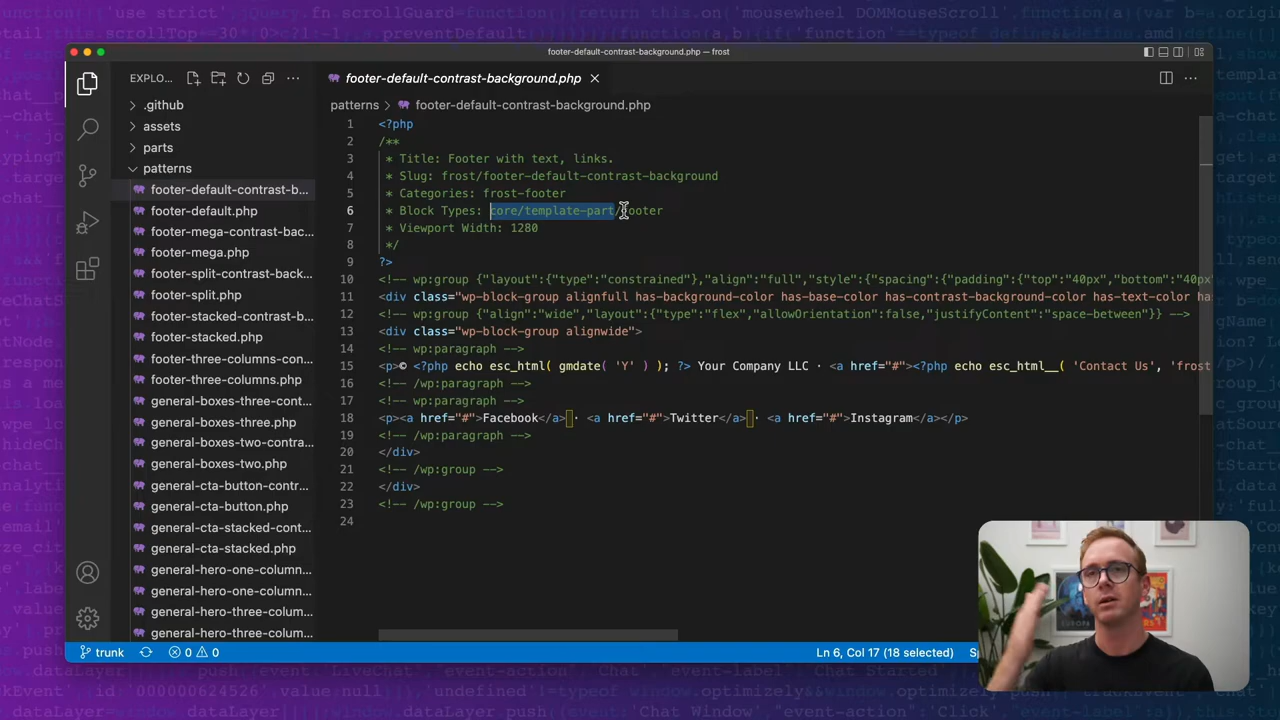 footer-default-contrast-background.php — frost
EXPLO...
footer-default-contrast-background.php
patterns > footer-default-contrast-background.php
.github
assets
parts
patterns
footer-default-contrast-b...
footer-default.php
footer-mega-contrast-bac...
footer-mega.php
footer-split-contrast-back...
footer-split.php
footer-stacked-contrast-b...
footer-stacked.php
footer-three-columns-con...
footer-three-columns.php
general-boxes-three-cont...
general-boxes-three.php
general-boxes-two-contra...
general-boxes-two.php
general-cta-button-contr...
general-cta-button.php
general-cta-stacked-cont...
general-cta-stacked.php
general-hero-one-column...
general-hero-one-colum...
general-hero-three-colum...
general-hero-three-colum...
1 <?php
2 /**
3 * Title: Footer with text, links.
4 * Slug: frost/footer-default-contrast-background
5 * Categories: frost-footer
6 * Block Types: core/template-part/footer
7 * Viewport Width: 1280
8 */
9 ?>
10 <!-- wp:group {"layout":{"type":"constrained"},"align":"full","style":{"spacing":{"padding":{"top":"40px","bottom":"40px
11 <div class="wp-block-group alignfull has-background-color has-base-color has-contrast-background-color has-text-color ha
12 <!-- wp:group {"align":"wide","layout":{"type":"flex","allowOrientation":false,"justifyContent":"space-between"}} -->
13 <div class="wp-block-group alignwide">
14 <!-- wp:paragraph -->
15 <p>© <?php echo esc_html( gmdate( 'Y' ) ); ?> Your Company LLC · <a href="#"><?php echo esc_html__( 'Contact Us', 'frost
16 <!-- /wp:paragraph -->
17 <!-- wp:paragraph -->
18 <p><a href="#">Facebook</a> · <a href="#">Twitter</a> · <a href="#">Instagram</a></p>
19 <!-- /wp:paragraph -->
20 </div>
21 <!-- /wp:group -->
22 </div>
23 <!-- /wp:group -->
24
trunk
0 0
Ln 6, Col 17 (18 selected)
EUROPA